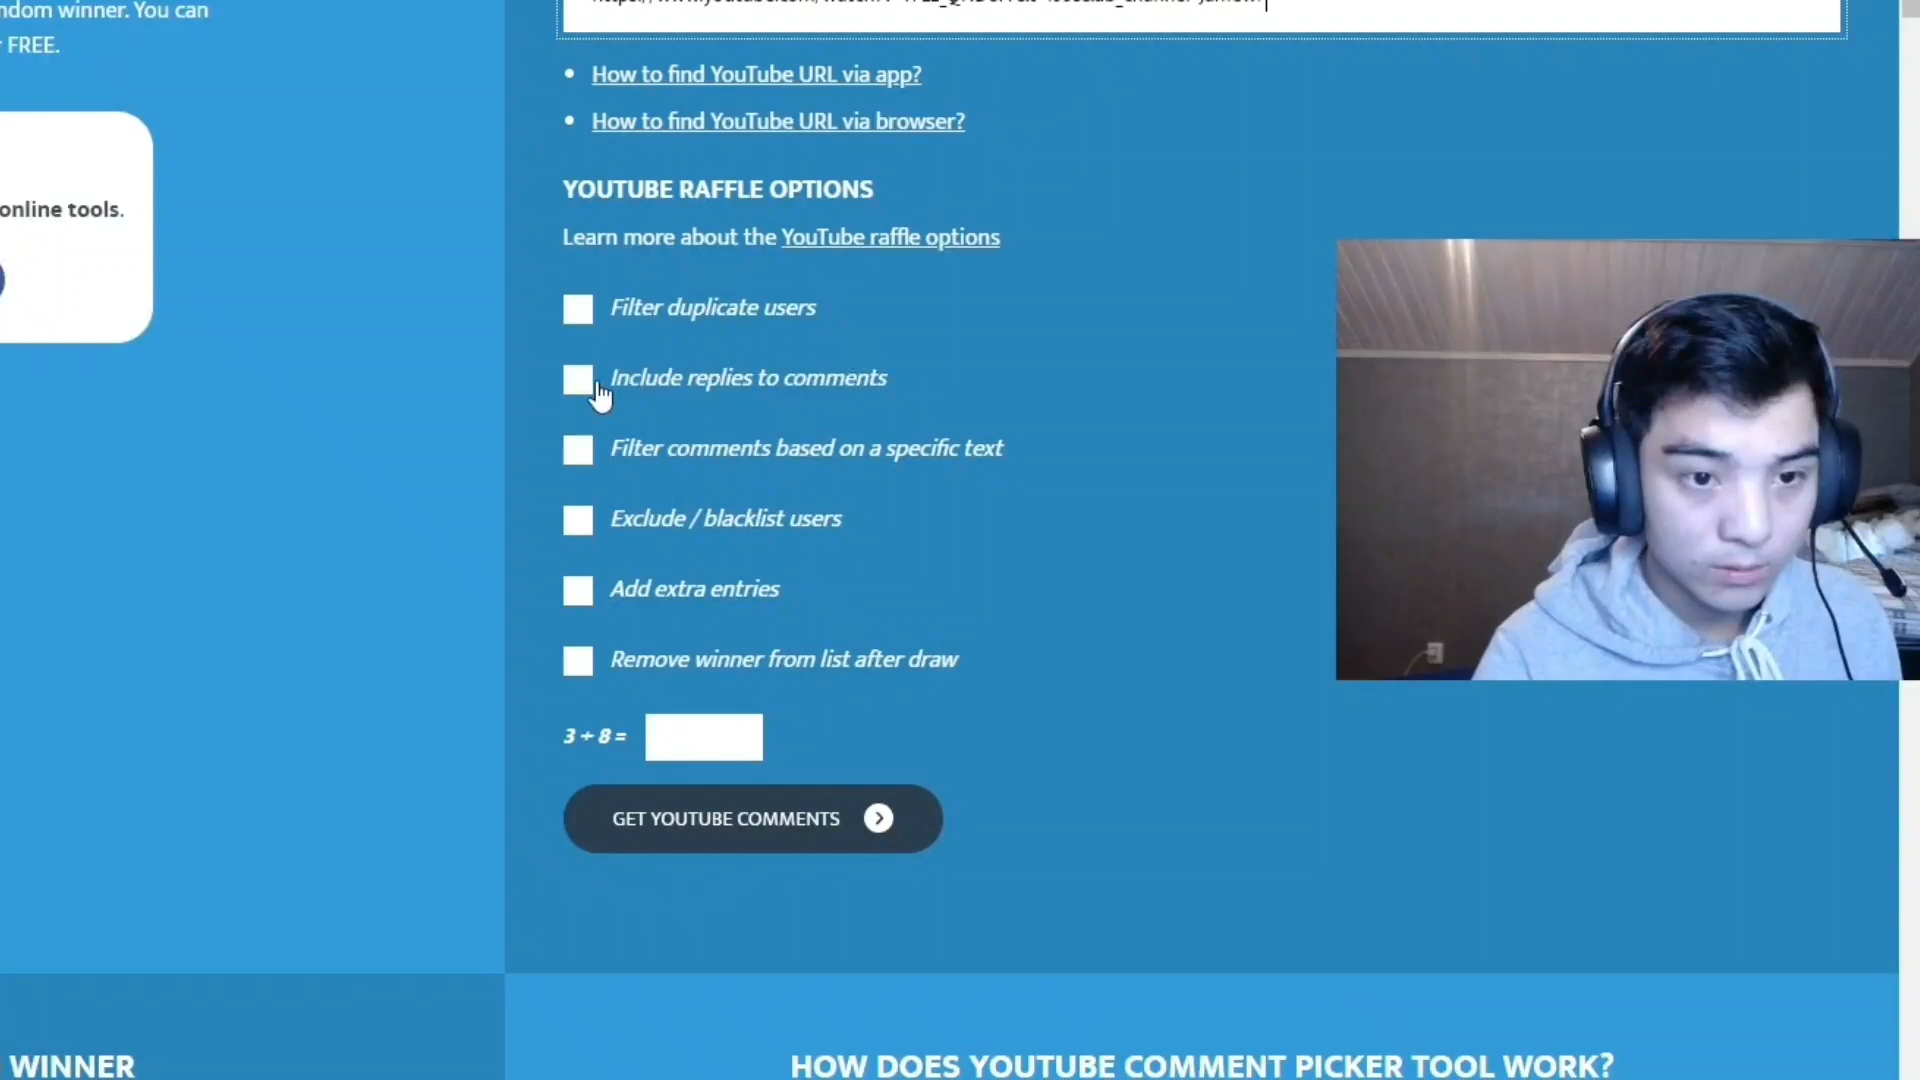 ndom winner. You can
FREE.
online tools.
How to find YouTube URL via app?
How to find YouTube URL via browser?
YOUTUBE RAFFLE OPTIONS
Learn more about the YouTube raffle options
Filter duplicate users
Include replies to comments
Filter comments based on a specific text
Exclude / blacklist users
Add extra entries
Remove winner from list after draw
3 + 8 =
GET YOUTUBE COMMENTS
WINNER
HOW DOES YOUTUBE COMMENT PICKER TOOL WORK?